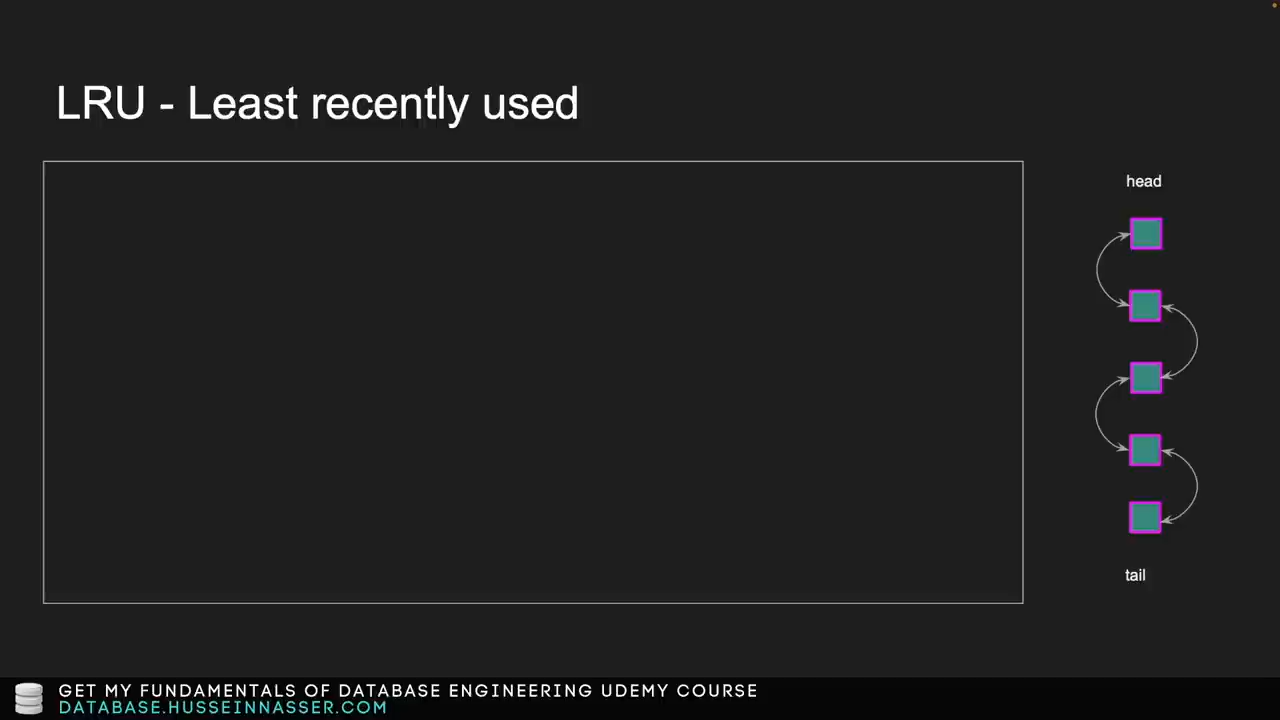 LRU - Least recently used
head
tail
GET MY FUNDAMENTALS OF DATABASE ENGINEERING UDEMY COURSE
DATABASE.HUSSEINNASSER.COM